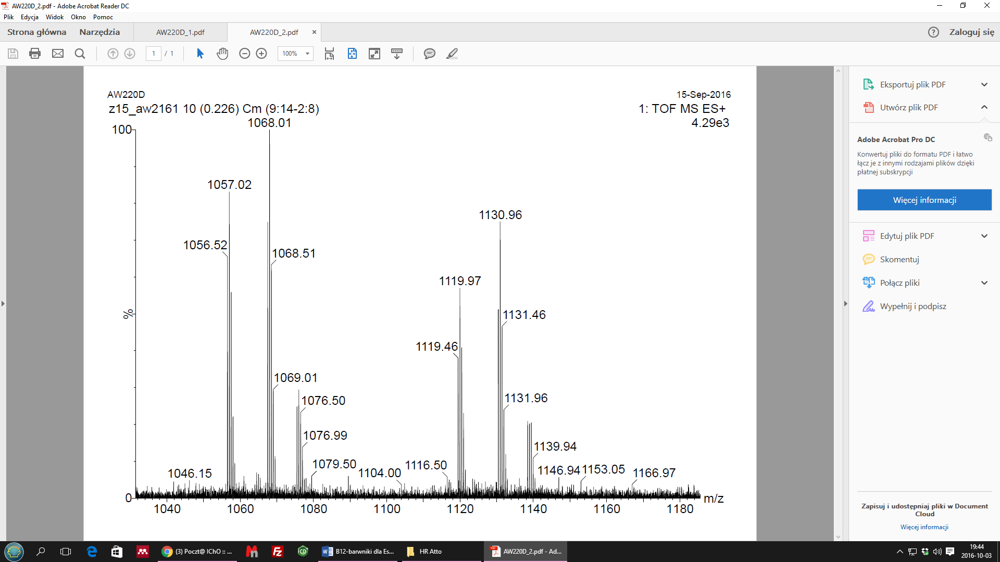 AW220D_2.pdf - Adobe Acrobat Reader DC
Plik Edycja Widok Okno Pomoc
Strona główna Narzędzia AW220D_1.pdf AW220D_2.pdf × ? Zaloguj się
1 / 1 100%
AW220D 15-Sep-2016
z15_aw2161 10 (0.226) Cm (9:14-2:8) 1: TOF MS ES+
1068.01 4.29e3
100
1057.02
1130.96
1056.52
1068.51
1119.97
%
1131.46
1119.46
1069.01
1131.96
1076.50
1076.99
1139.94
1079.50
1116.50
1046.15
1104.00
1146.94
1153.05
1166.97
0
m/z
1040 1060 1080 1100 1120 1140 1160 1180
Eksportuj plik PDF
Utwórz plik PDF
Adobe Acrobat Pro DC
Konwertuj pliki do formatu PDF i łatwo
łącz je z innymi rodzajami plików dzięki
płatnej subskrypcji
Więcej informacji
Edytuj plik PDF
Skomentuj
Połącz pliki
Wypełnij i podpisz
Zapisuj i udostępniaj pliki w Document
Cloud
Więcej informacji
(3) Poczt@ IChO :: ... B12-barwniki dla Es... HR Atto AW220D_2.pdf - Ad...
19:44
2016-10-03